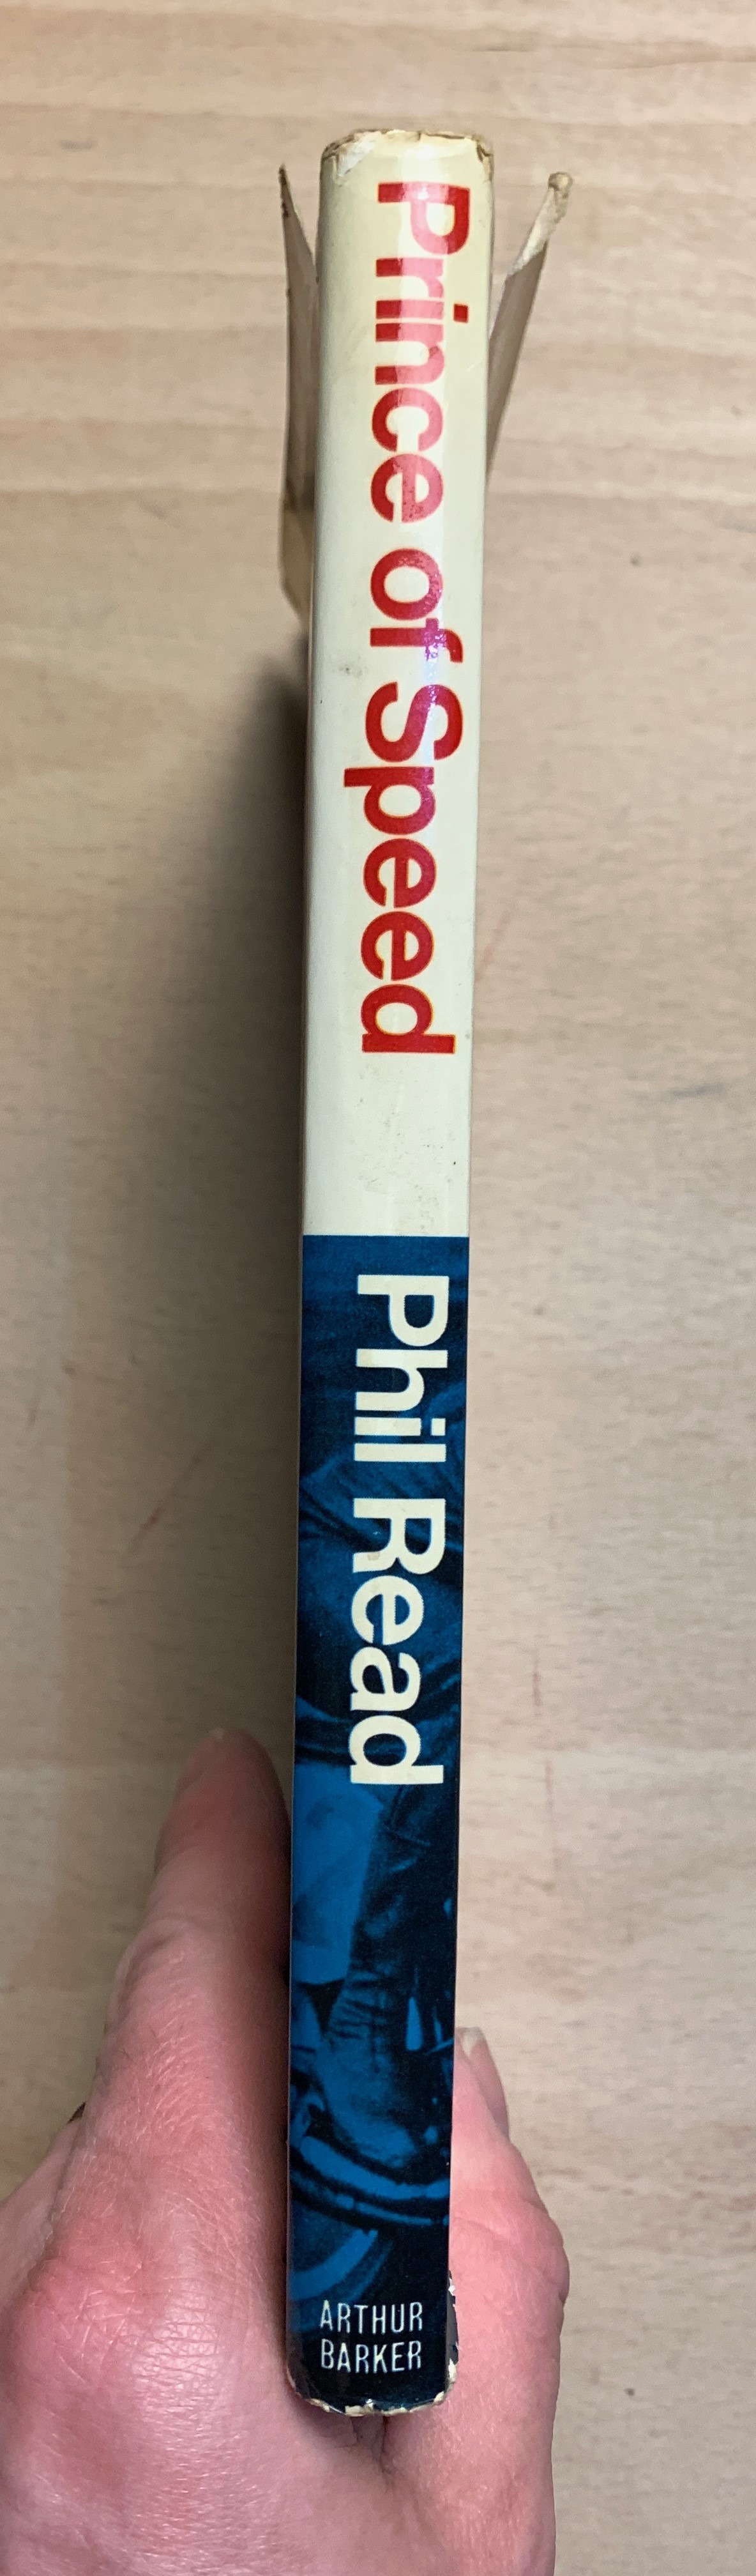 Prince of Speed
Phil Read
ARTHUR
BARKER